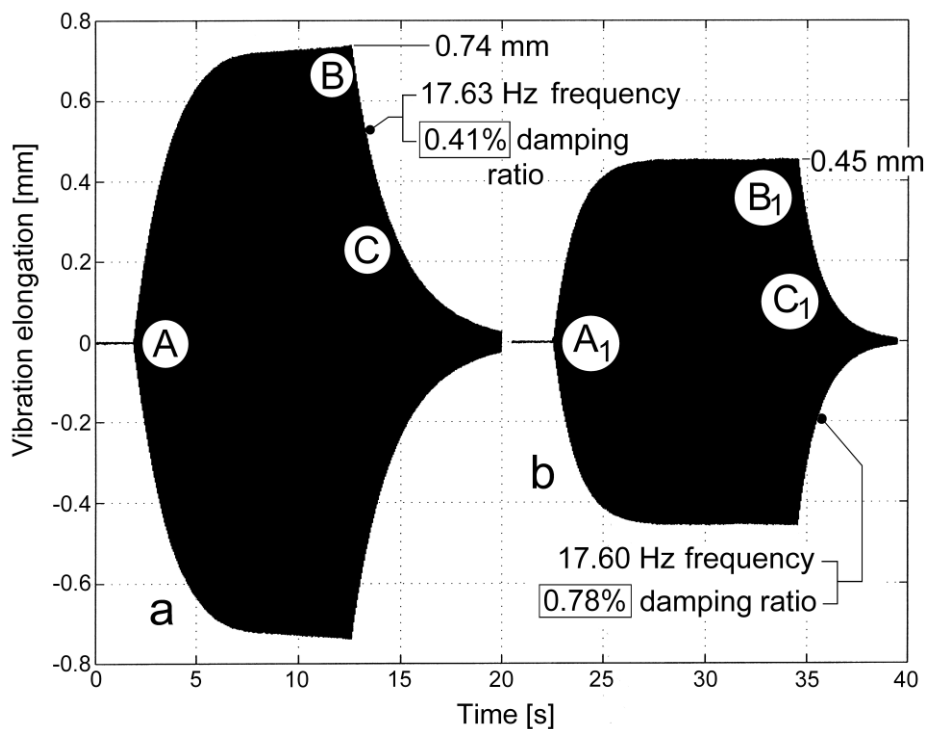 0.8
0.6
0.4
0.2
0
-0.2
-0.4
-0.6
-0.8
Vibration elongation [mm]
0
5
10
15
20
25
30
35
40
Time [s]
A
B
C
a
0.74 mm
17.63 Hz frequency
0.41% damping
ratio
A1
B1
C1
b
0.45 mm
17.60 Hz frequency
0.78% damping ratio